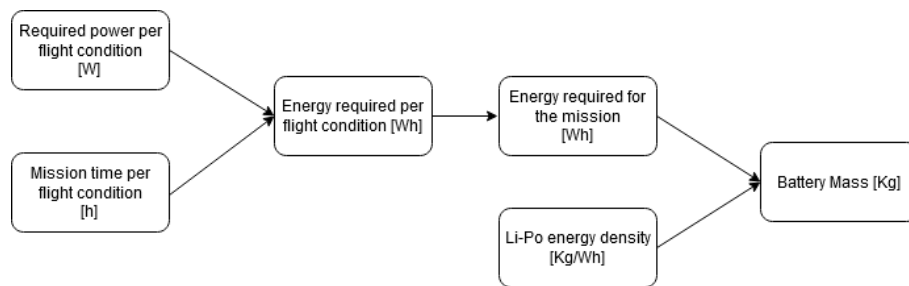 Required power per
flight condition
[W]
Mission time per
flight condition
[h]
Energy required per
flight condition [Wh]
Energy required for
the mission
[Wh]
Li-Po energy density
[Kg/Wh]
Battery Mass [Kg]